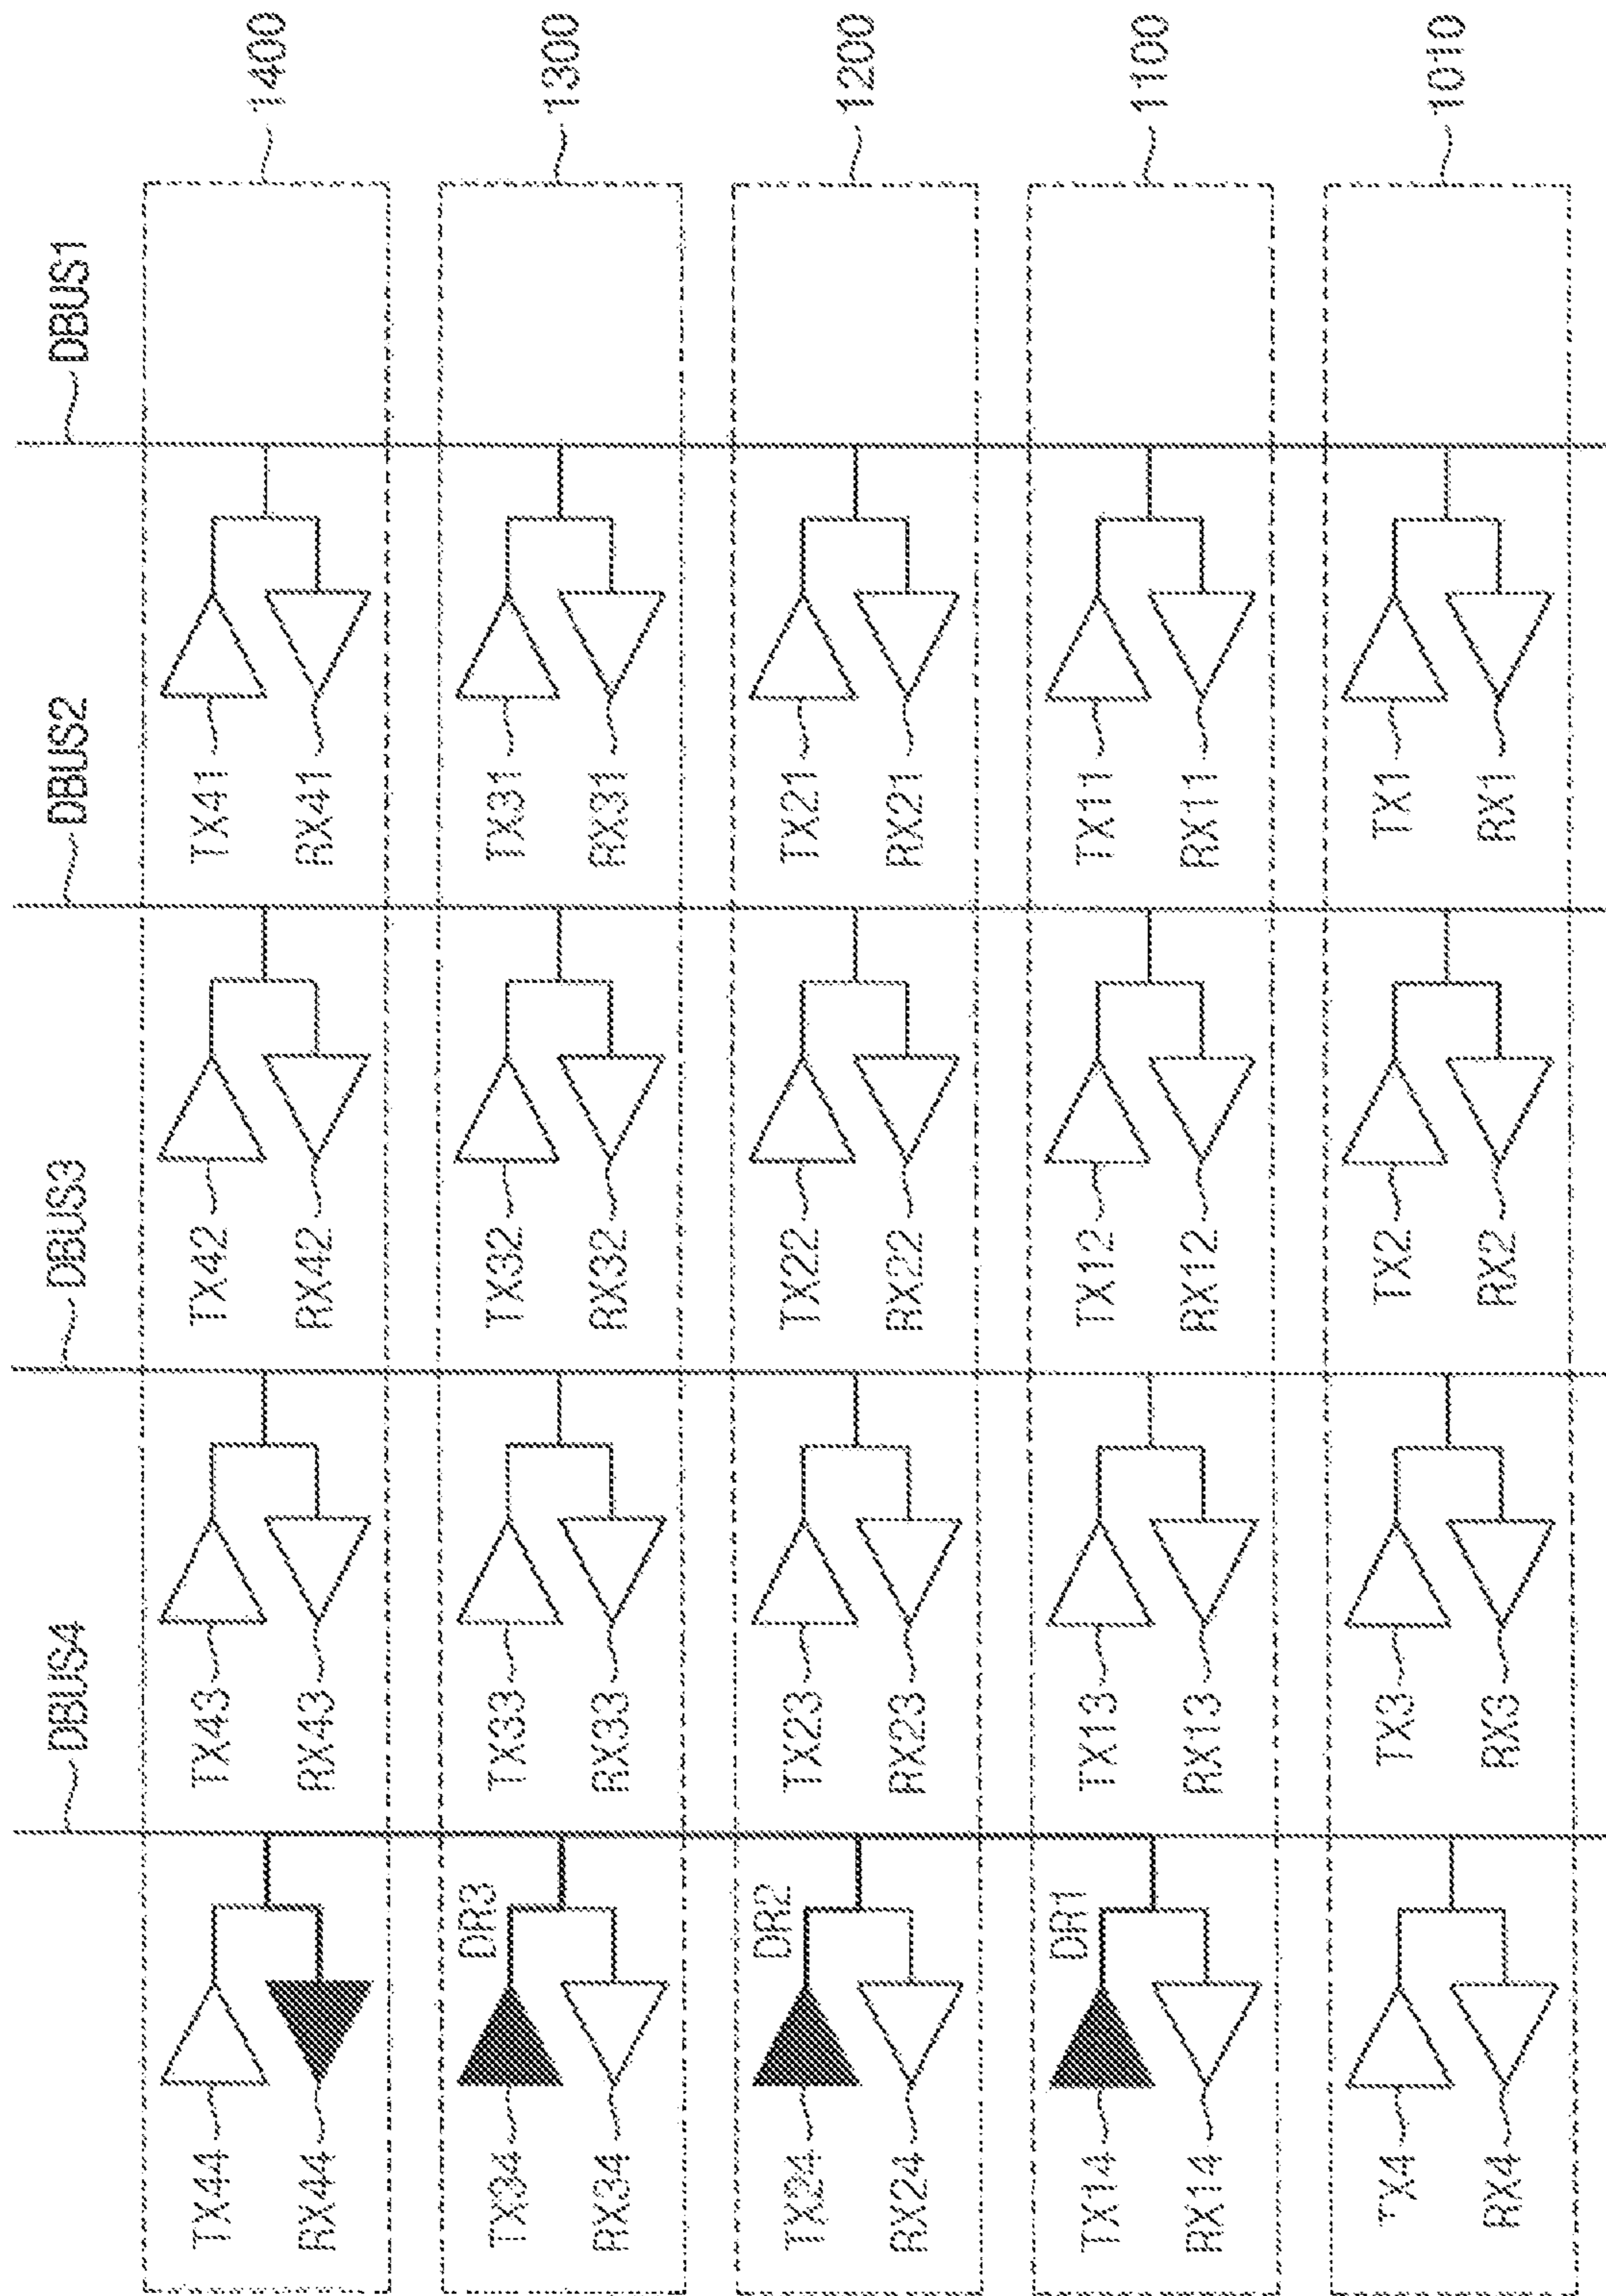 1400
1300
1200
1100
1010
DBUS1
DBUS2
DBUS3
DBUS4
TX41
RX41
TX31
RX31
TX21
RX21
TX11
RX11
TX1
RX1
TX42
RX42
TX32
RX32
TX22
RX22
TX12
RX12
TX2
RX2
TX43
RX43
TX33
RX33
TX23
RX23
TX13
RX13
TX3
RX3
DR3
DR2
DR1
TX44
RX44
TX34
RX34
TX24
RX24
TX14
RX14
TX4
RX4